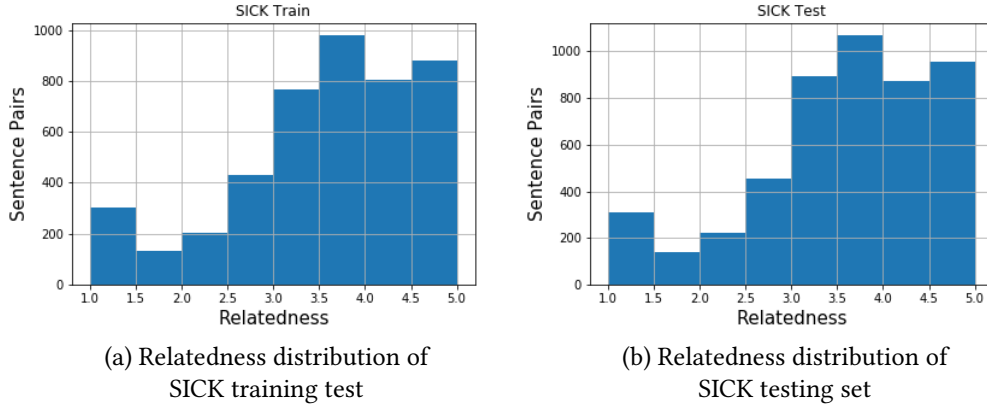 SICK Train
1000
800
600
400
200
0
Sentence Pairs
1.0 1.5 2.0 2.5 3.0 3.5 4.0 4.5 5.0
Relatedness
(a) Relatedness distribution of
SICK training test
SICK Test
1000
800
600
400
200
0
Sentence Pairs
1.0 1.5 2.0 2.5 3.0 3.5 4.0 4.5 5.0
Relatedness
(b) Relatedness distribution of
SICK testing set